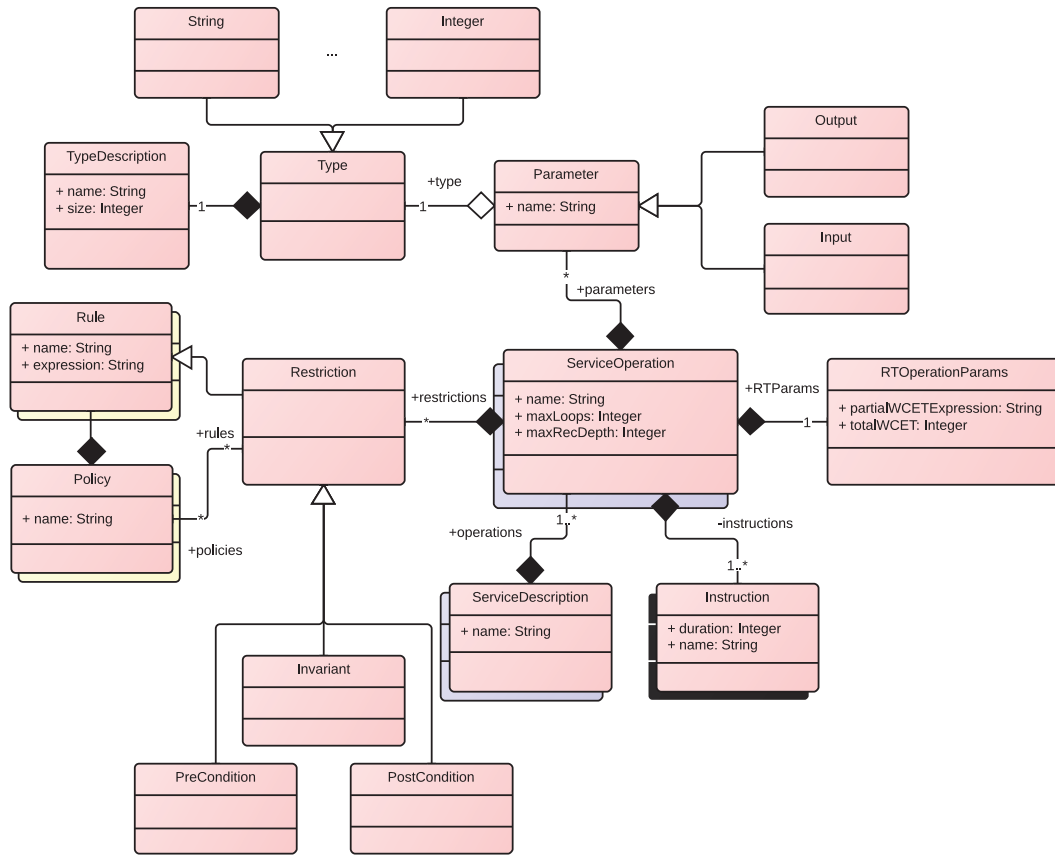 String
...
Integer
TypeDescription
+ name: String
+ size: Integer
1
Type
+type
1
Parameter
+ name: String
Output
Input
*
+parameters
Rule
+ name: String
+ expression: String
Restriction
+restrictions
*
ServiceOperation
+ name: String
+ maxLoops: Integer
+ maxRecDepth: Integer
+RTParams
1
RTOperationParams
+ partialWCETExpression: String
+ totalWCET: Integer
+rules
*
Policy
+ name: String
*
+policies
+operations
1..*
-instructions
1..*
ServiceDescription
+ name: String
Instruction
+ duration: Integer
+ name: String
Invariant
PreCondition
PostCondition